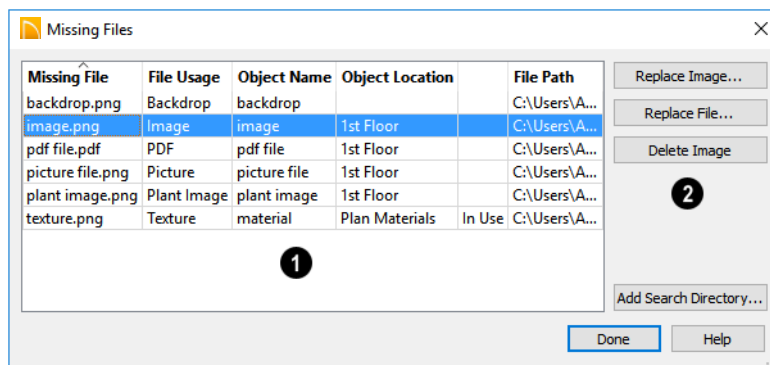 Missing Files
Missing File File Usage Object Name Object Location File Path
backdrop.png Backdrop backdrop C:\Users\A...
image.png Image image 1st Floor C:\Users\A...
pdf file.pdf PDF pdf file 1st Floor C:\Users\A...
picture file.png Picture picture file 1st Floor C:\Users\A...
plant image.png Plant Image plant image 1st Floor C:\Users\A...
texture.png Texture material Plan Materials In Use C:\Users\A...
1
Replace Image...
Replace File...
Delete Image
2
Add Search Directory...
Done Help